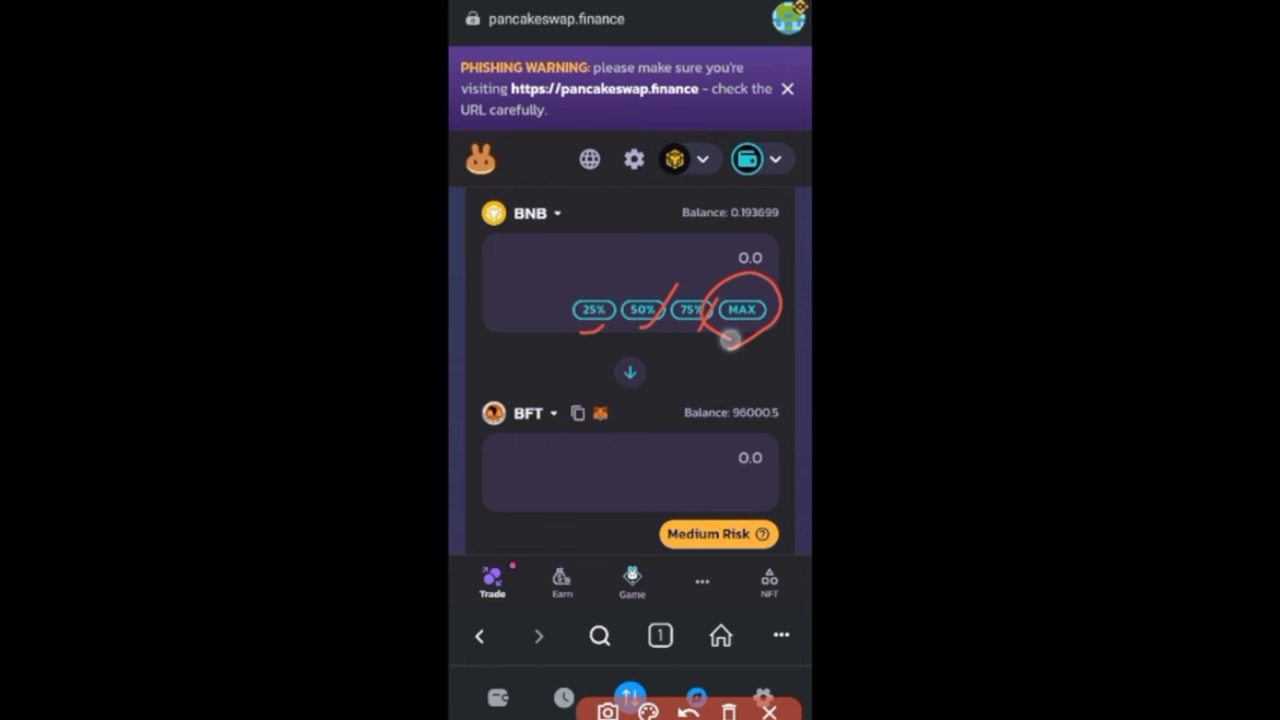 pancakeswap.finance
PHISHING WARNING: please make sure you're
visiting https://pancakeswap.finance - check the
URL carefully.
BNB Balance: 0.193699
0.0
25% 50% 75% MAX
BFT Balance: 96000.5
0.0
Medium Risk ?
Trade Earn Game NFT
1